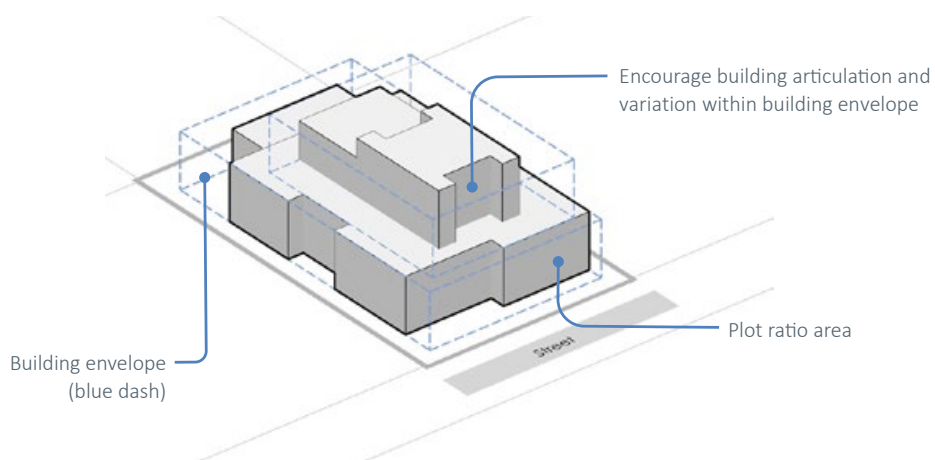 Encourage building articulation and
variation within building envelope
Plot ratio area
Street
Building envelope
(blue dash)